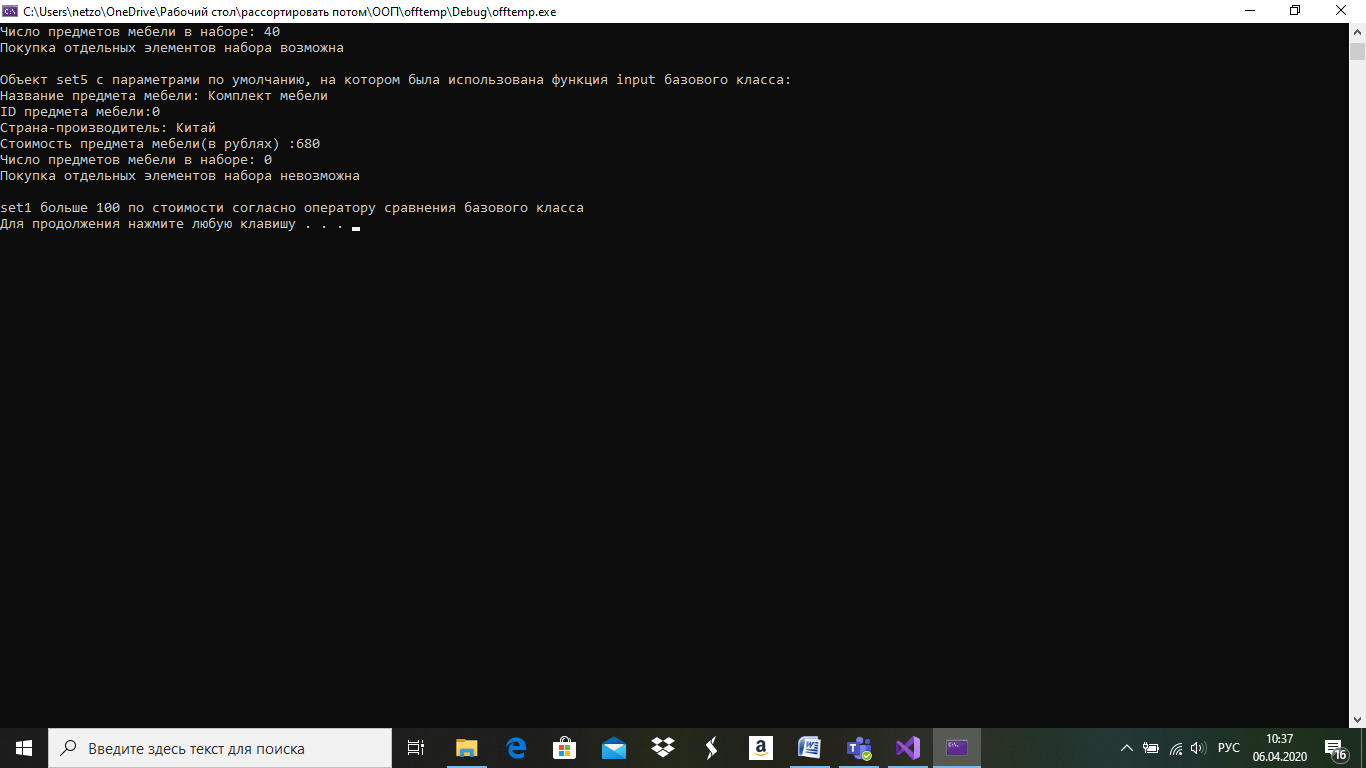 C:\Users\netzo\OneDrive\Рабочий стол\рассортировать потом\ООП\offtemp\Debug\offtemp.exe
Число предметов мебели в наборе: 40
Покупка отдельных элементов набора возможна
Объект set5 с параметрами по умолчанию, на котором была использована функция input базового класса:
Название предмета мебели: Комплект мебели
ID предмета мебели:0
Страна-производитель: Китай
Стоимость предмета мебели(в рублях) :680
Число предметов мебели в наборе: 0
Покупка отдельных элементов набора невозможна
set1 больше 100 по стоимости согласно оператору сравнения базового класса
Для продолжения нажмите любую клавишу . . .
Введите здесь текст для поиска
РУС
10:37
06.04.2020
16